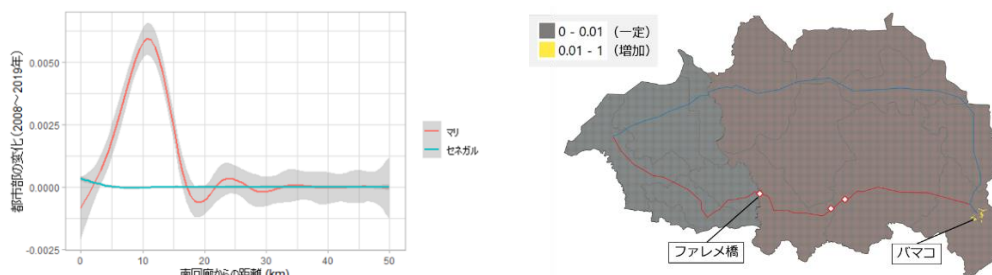 都市部の変化(2008~2019年)
0.0050
0.0025
0.0000
-0.0025
0 10 20 30 40 50
南回廊からの距離 (km)
マリ
セネガル
0 - 0.01 (一定)
0.01 - 1 (増加)
ファレメ橋
バマコ